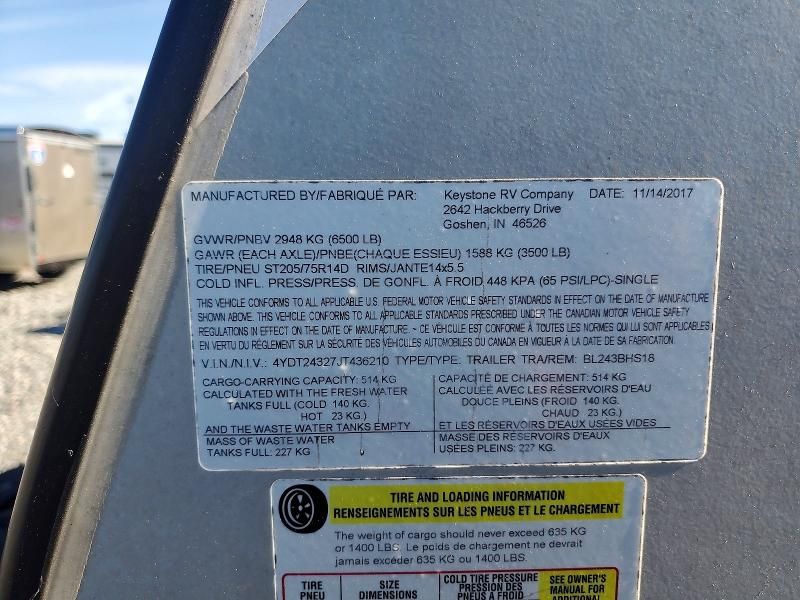 MANUFACTURED BY/FABRIQUÉ PAR: Keystone RV Company DATE: 11/14/2017
2642 Hackberry Drive
Goshen, IN 46526
GVWR/PNBV 2948 KG (6500 LB)
GAWR (EACH AXLE)/PNBE(CHAQUE ESSIEU) 1588 KG (3500 LB)
TIRE/PNEU ST205/75R14D RIMS/JANTE14x5.5
COLD INFL. PRESS/PRESS. DE GONFL. À FROID 448 KPA (65 PSI/LPC)-SINGLE
THIS VEHICLE CONFORMS TO ALL APPLICABLE U.S. FEDERAL MOTOR VEHICLE SAFETY STANDARDS IN EFFECT ON THE DATE OF MANUFACTURE
SHOWN ABOVE. THIS VEHICLE CONFORMS TO ALL APPLICABLE STANDARDS PRESCRIBED UNDER THE CANADIAN MOTOR VEHICLE SAFETY
REGULATIONS IN EFFECT ON THE DATE OF MANUFACTURE. ~ CE VÉHICULE EST CONFORME À TOUTES LES NORMES QUI LUI SONT APPLICABLES
EN VERTU DU RÉGLEMENT SUR LA SÉCURITÉ DES VÉHICULES AUTOMOBILES DU CANADA EN VIGUEUR À LA DATE DE SA FABRICATION.
V.I.N./N.I.V.: 4YDT24327JT436210 TYPE/TYPE: TRAILER TRA/REM: BL243BHS18
CARGO-CARRYING CAPACITY: 514 KG
CALCULATED WITH THE FRESH WATER
TANKS FULL (COLD 140 KG.
HOT 23 KG.)
AND THE WASTE WATER TANKS EMPTY
MASS OF WASTE WATER
TANKS FULL: 227 KG
CAPACITÉ DE CHARGEMENT: 514 KG
CALCULÉE AVEC LES RÉSERVOIRS D'EAU
DOUCE PLEINS (FROID 140 KG.
CHAUD 23 KG.)
ET LES RÉSERVOIRS D'EAUX USÉES VIDES
MASSE DES RÉSERVOIRS D'EAUX
USÉES PLEINS: 227 KG.
TIRE AND LOADING INFORMATION
RENSEIGNEMENTS SUR LES PNEUS ET LE CHARGEMENT
The weight of cargo should never exceed 635 KG
or 1400 LBS. Le poids de chargement ne devrait
jamais excéder 635 KG ou 1400 LBS.
TIRE
PNEU
SIZE
DIMENSIONS
COLD TIRE PRESSURE
PRESSION DES
PNEUS A FROID
SEE OWNER'S
MANUAL FOR
ADDITIONAL